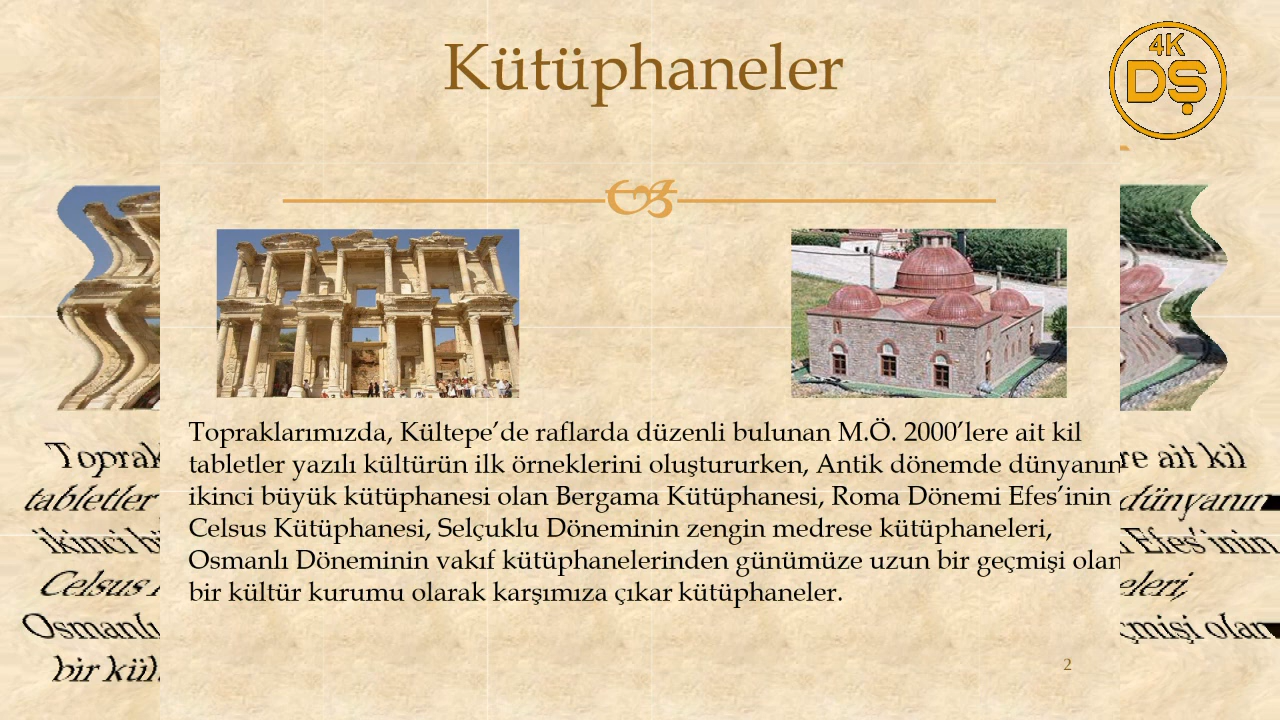 Kütüphaneler
4K
DŞ
Topraklarımızda, Kültepe’de raflarda düzenli bulunan M.Ö. 2000’lere ait kil
tabletler yazılı kültürün ilk örneklerini oluştururken, Antik dönemde dünyanın
ikinci büyük kütüphanesi olan Bergama Kütüphanesi, Roma Dönemi Efes’inin
Celsus Kütüphanesi, Selçuklu Döneminin zengin medrese kütüphaneleri,
Osmanlı Döneminin vakıf kütüphanelerinden günümüze uzun bir geçmişi olan
bir kültür kurumu olarak karşımıza çıkar kütüphaneler.
2